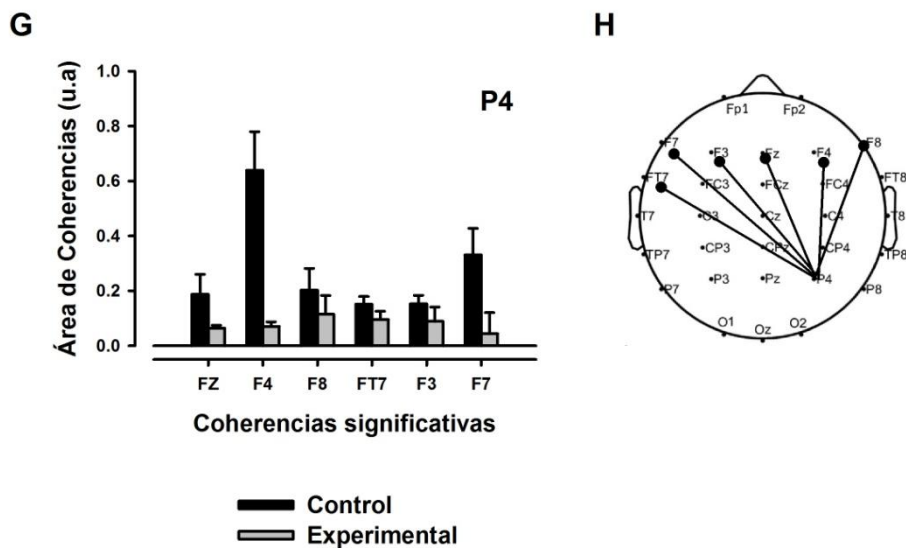 G
H
Área de Coherencias (u.a)
1.0
0.8
0.6
0.4
0.2
0.0
P4
FZ F4 F8 FT7 F3 F7
Coherencias significativas
Control
Experimental
Fp1 Fp2
F7 F3 Fz F4 F8
FT7 FC3 FCz FC4 FT8
T7 C3 Cz C4 T8
TP7 CP3 CPz CP4 TP8
P7 P3 Pz P4 P8
O1 Oz O2